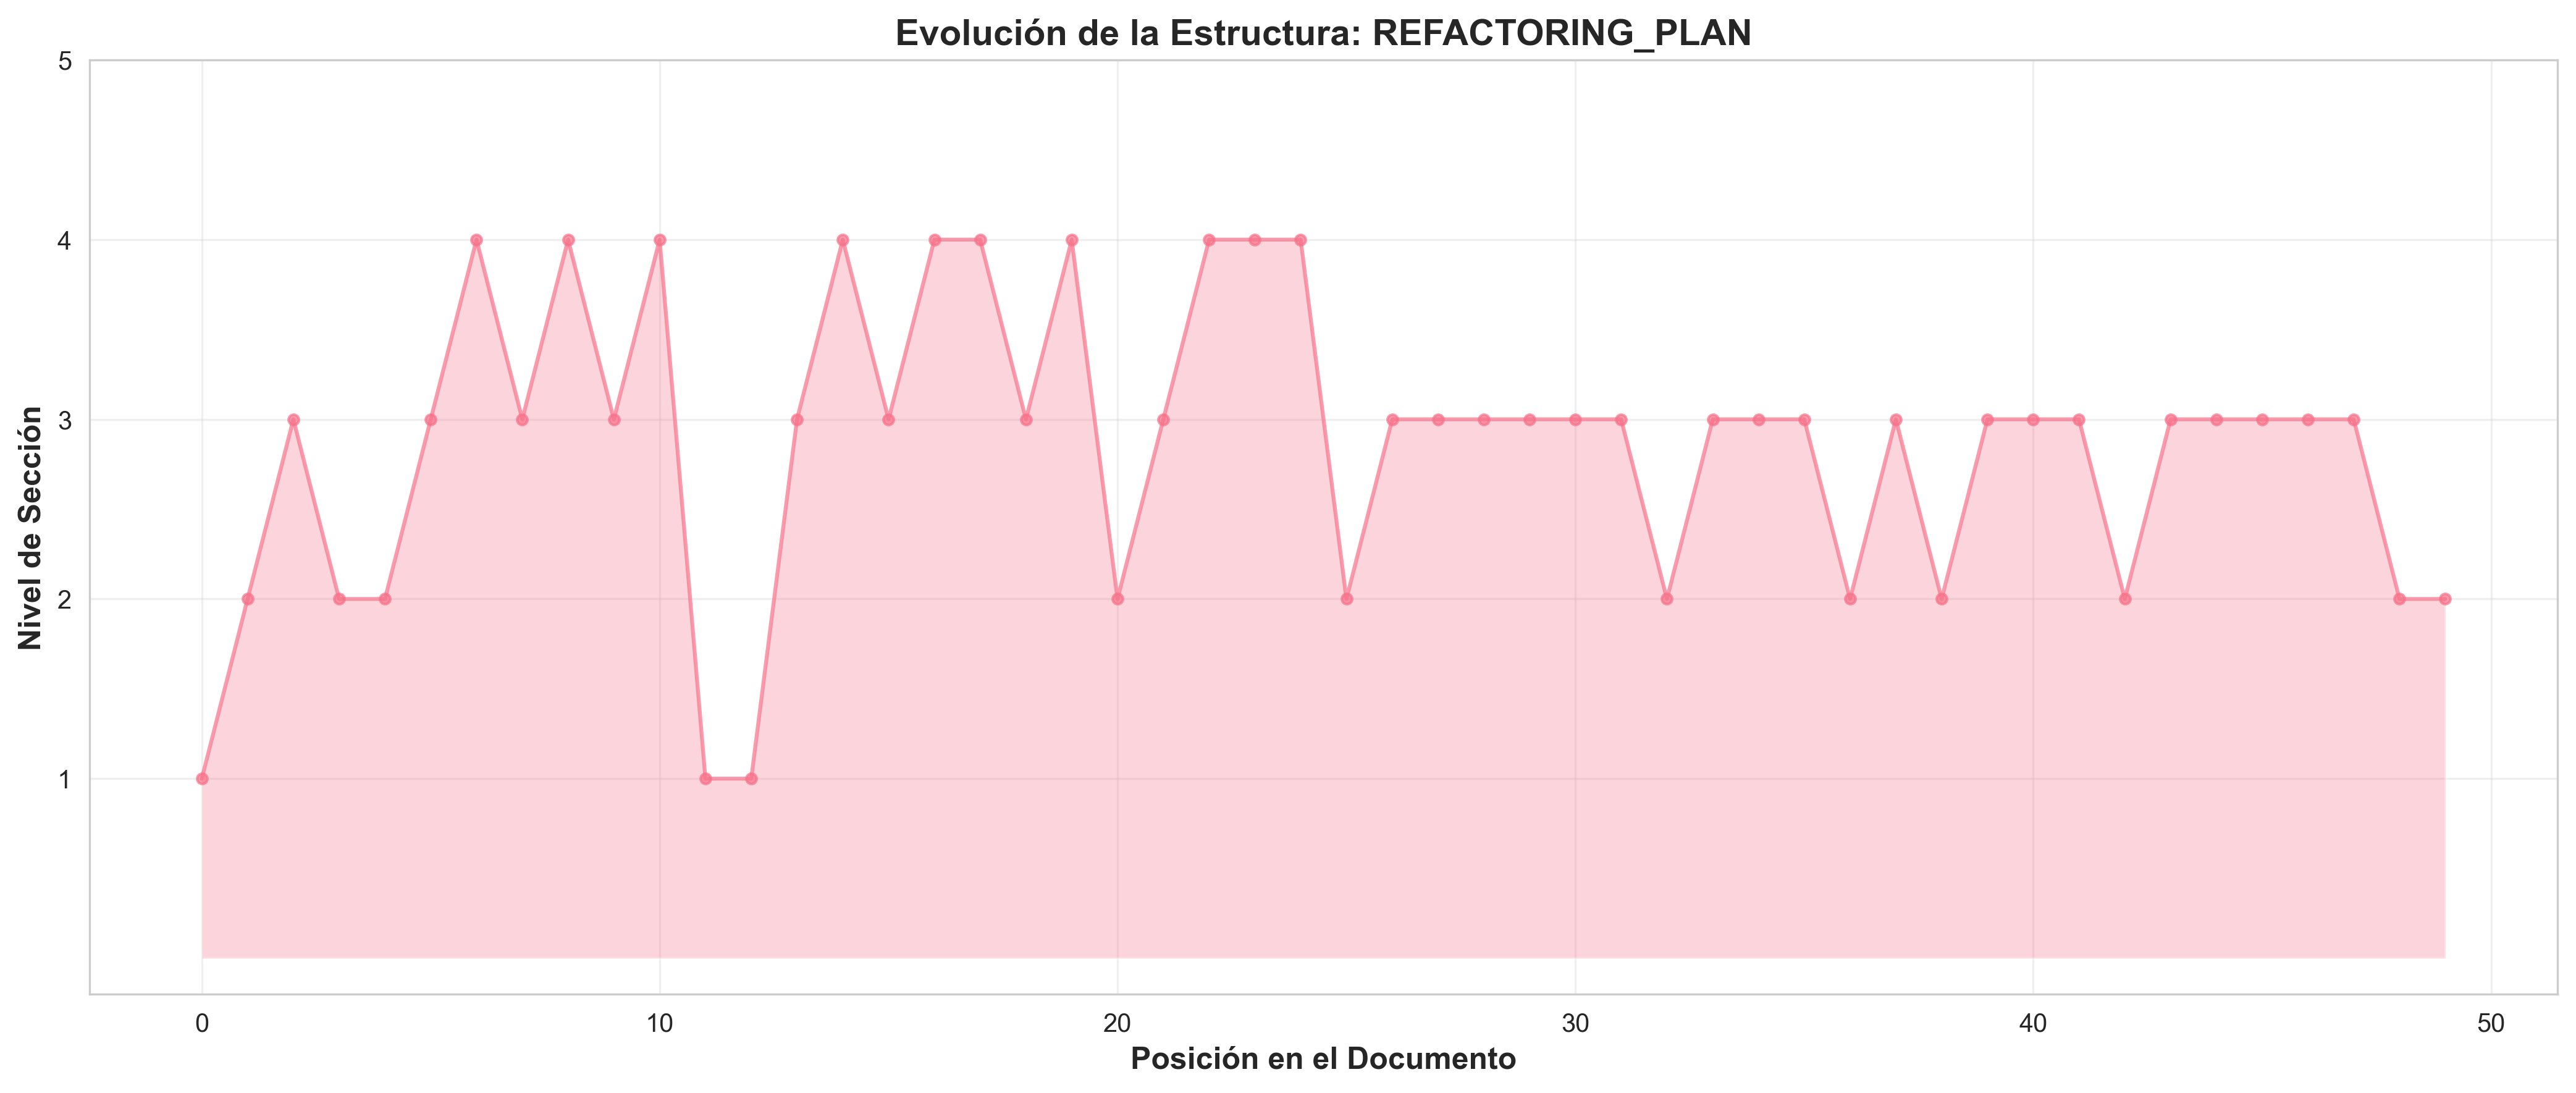 Evolución de la Estructura: REFACTORING_PLAN
5
4
3
2
1
Nivel de Sección
0 10 20 30 40 50
Posición en el Documento